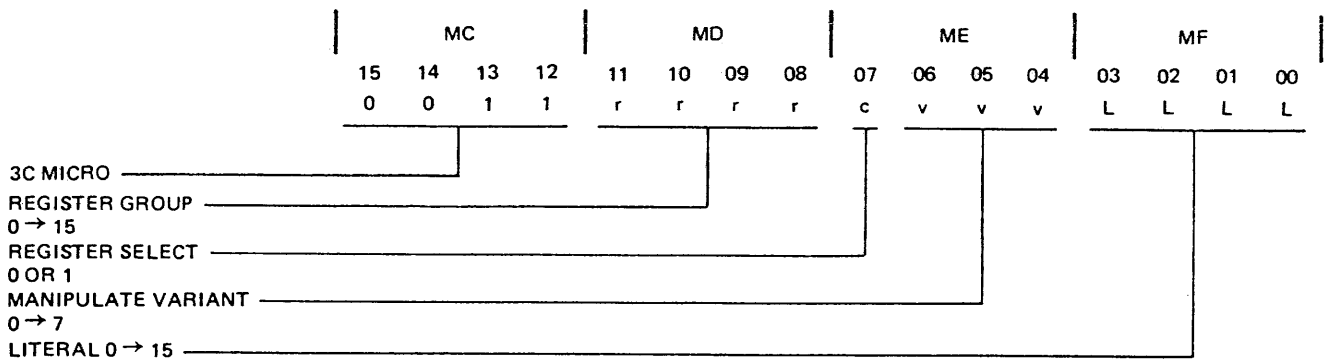 MC MD ME MF
15 14 13 12 11 10 09 08 07 06 05 04 03 02 01 00
0 0 1 1 r r r r c v v v L L L L
3C MICRO
REGISTER GROUP
0 → 15
REGISTER SELECT
0 OR 1
MANIPULATE VARIANT
0 → 7
LITERAL 0 → 15